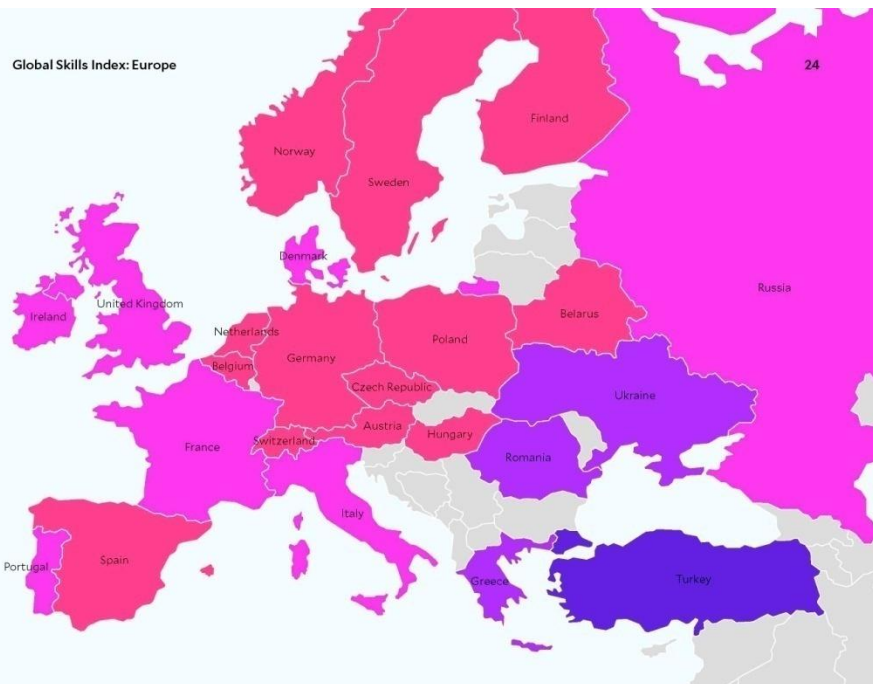 Global Skills Index: Europe
24
Finland
Norway
Sweden
Denmark
Russia
United Kingdom
Ireland
Belarus
Netherlands
Poland
Germany
Belgium
Czech Republic
Ukraine
Austria
Hungary
Switzerland
France
Romania
Italy
Spain
Portugal
Turkey
Greece